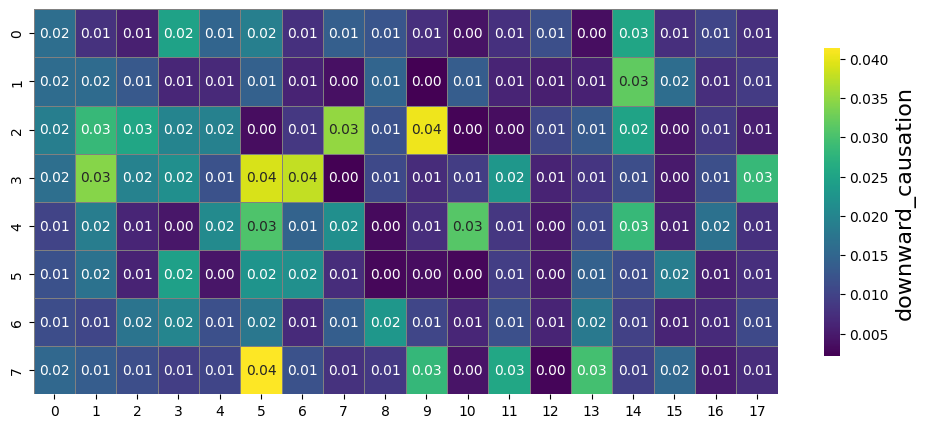 0 0.02 0.01 0.01 0.02 0.01 0.02 0.01 0.01 0.01 0.01 0.00 0.01 0.01 0.00 0.03 0.01 0.01 0.01
1 0.02 0.02 0.01 0.01 0.01 0.01 0.01 0.00 0.01 0.00 0.01 0.01 0.01 0.01 0.03 0.02 0.01 0.01
2 0.02 0.03 0.03 0.02 0.02 0.00 0.01 0.03 0.01 0.04 0.00 0.00 0.01 0.01 0.02 0.00 0.01 0.01
3 0.02 0.03 0.02 0.02 0.01 0.04 0.04 0.00 0.01 0.01 0.01 0.02 0.01 0.01 0.01 0.00 0.01 0.03
4 0.01 0.02 0.01 0.00 0.02 0.03 0.01 0.02 0.00 0.01 0.03 0.01 0.00 0.01 0.03 0.01 0.02 0.01
5 0.01 0.02 0.01 0.02 0.00 0.02 0.02 0.01 0.00 0.00 0.00 0.01 0.00 0.01 0.01 0.02 0.01 0.01
6 0.01 0.01 0.02 0.02 0.01 0.02 0.01 0.01 0.02 0.01 0.01 0.01 0.01 0.02 0.01 0.01 0.01 0.01
7 0.02 0.01 0.01 0.01 0.01 0.04 0.01 0.01 0.01 0.03 0.00 0.03 0.00 0.03 0.01 0.02 0.01 0.01
0 1 2 3 4 5 6 7 8 9 10 11 12 13 14 15 16 17
0.040
0.035
0.030
0.025
0.020
0.015
0.010
0.005
downward_causation